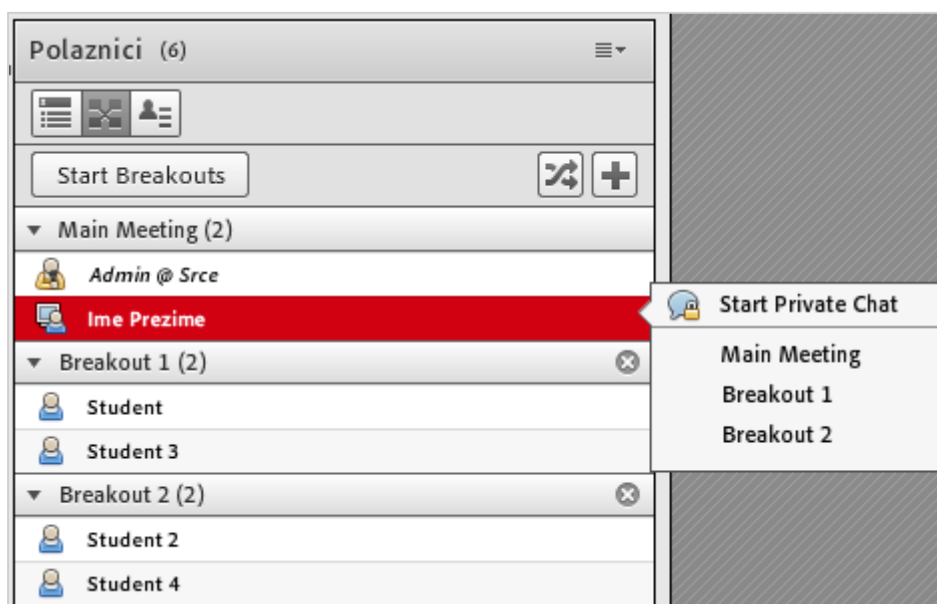 Polaznici (6)
Start Breakouts
Main Meeting (2)
Admin @ Srce
Ime Prezime
Start Private Chat
Main Meeting
Breakout 1
Breakout 2
Breakout 1 (2)
Student
Student 3
Breakout 2 (2)
Student 2
Student 4